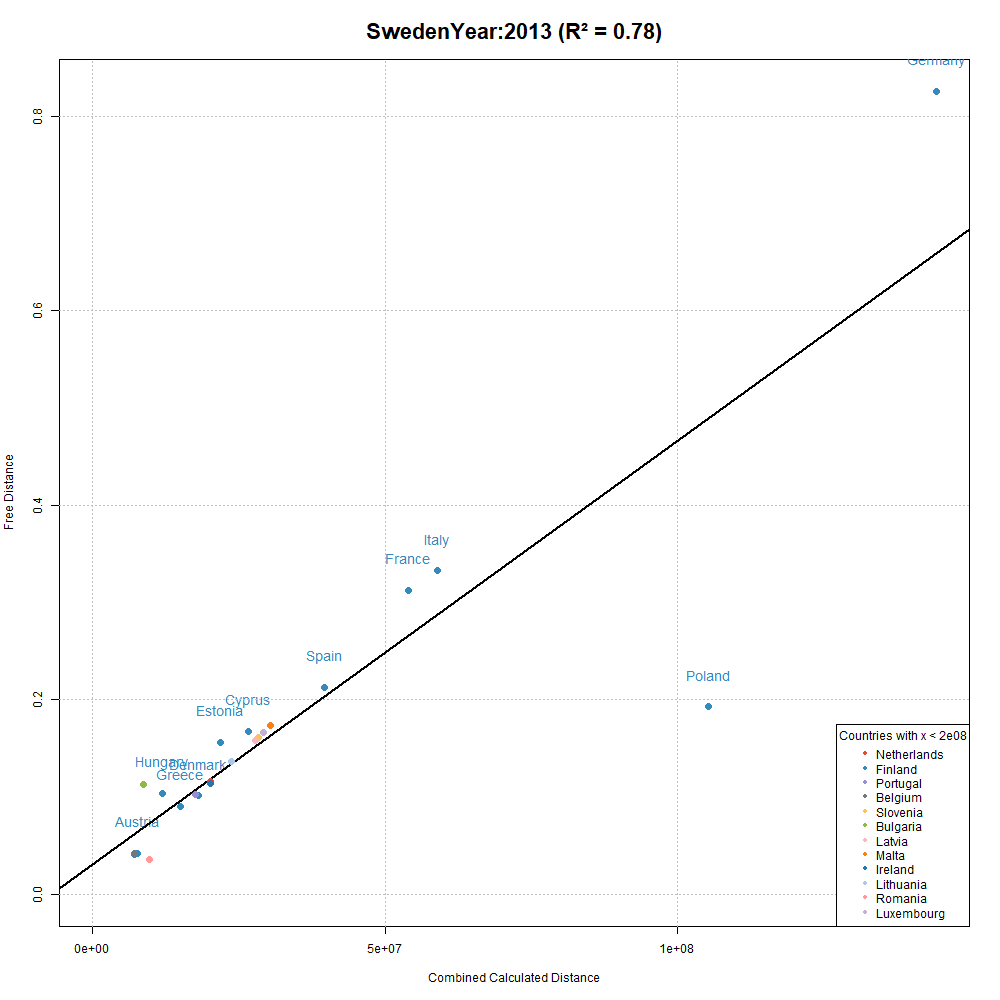 SwedenYear:2013 (R² = 0.78)
Germany
0.8
0.6
Free Distance
0.4
Italy
France
Spain
Poland
0.2
Cyprus
Estonia
Hungary
Denmark
Greece
Austria
0.0
Countries with x < 2e08
Netherlands
Finland
Portugal
Belgium
Slovenia
Bulgaria
Latvia
Malta
Ireland
Lithuania
Romania
Luxembourg
0e+00
5e+07
1e+08
Combined Calculated Distance